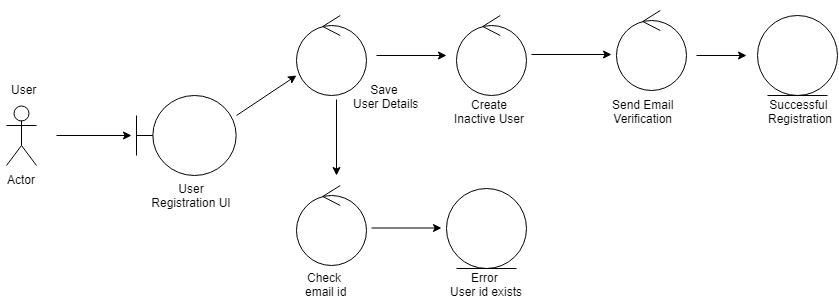 User
Actor
User
Registration UI
Save
User Details
Create
Inactive User
Send Email
Verification
Successful
Registration
Check
email id
Error
User id exists